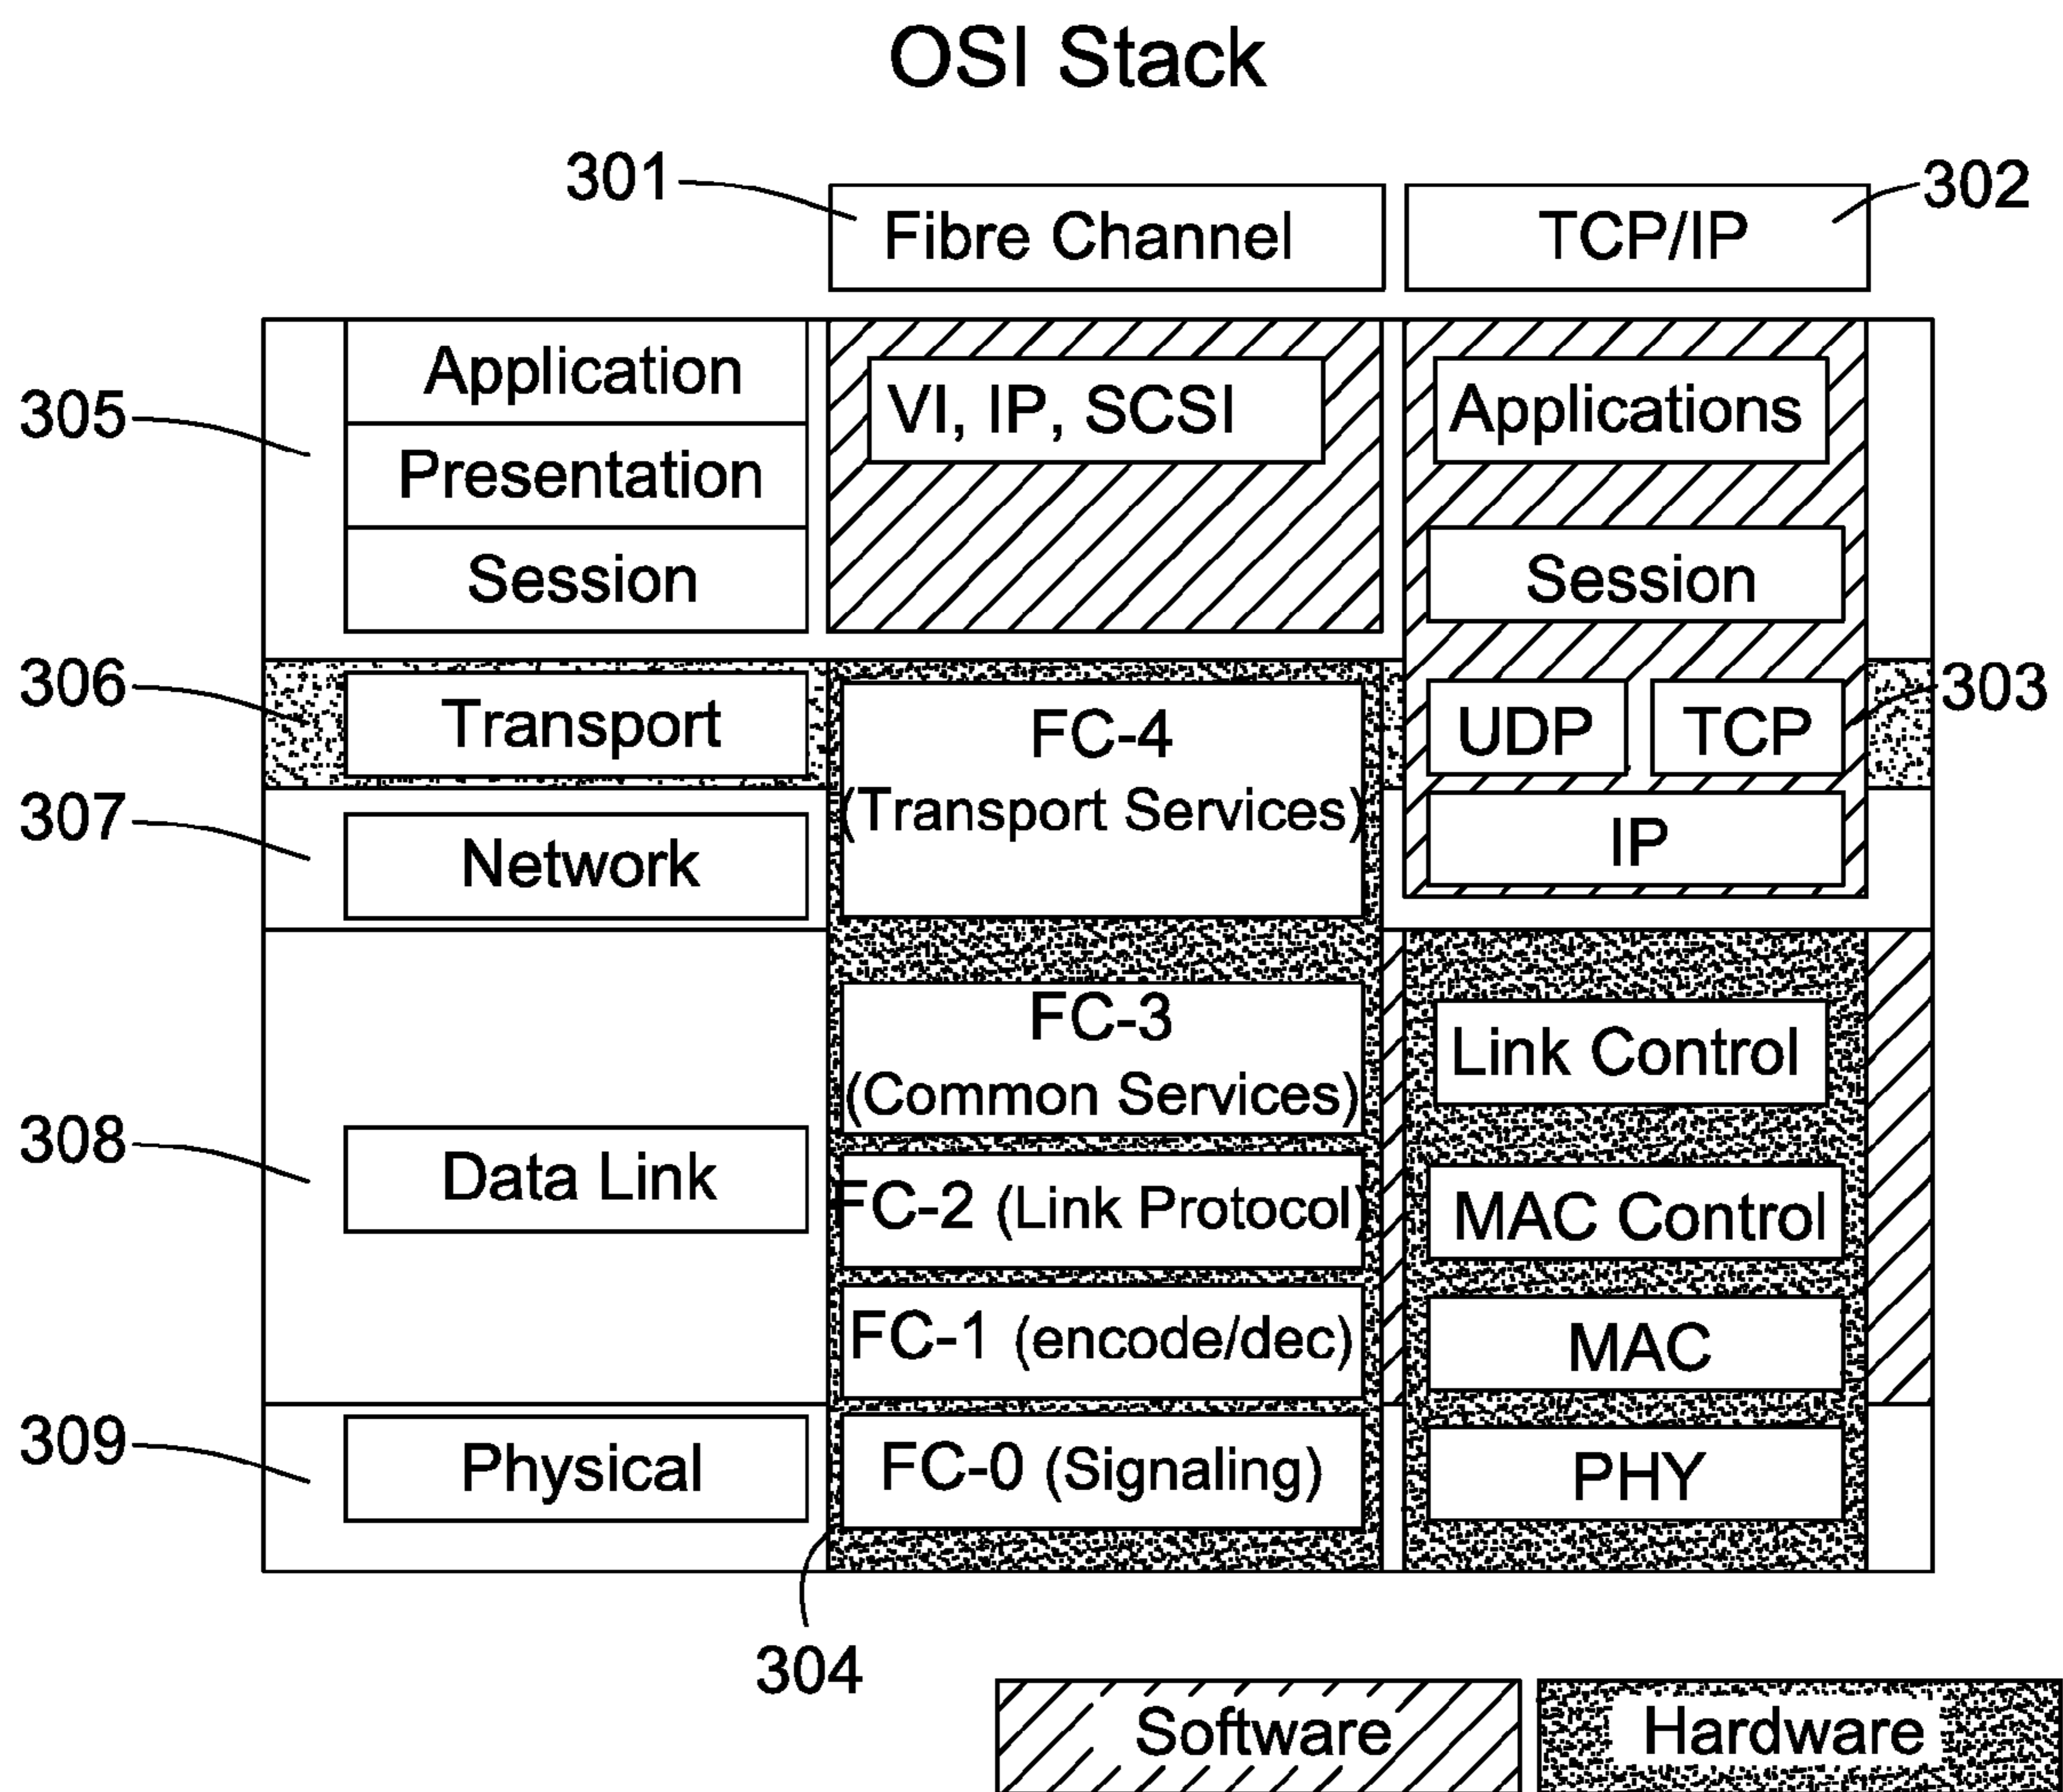 OSI Stack
301
Fibre Channel
TCP/IP
302
305
Application
Presentation
Session
VI, IP, SCSI
Applications
Session
306
Transport
FC-4
(Transport Services)
UDP
TCP
303
307
Network
IP
308
Data Link
FC-3
(Common Services)
FC-2 (Link Protocol)
FC-1 (encode/dec)
Link Control
MAC Control
MAC
309
Physical
FC-0 (Signaling)
PHY
304
Software
Hardware